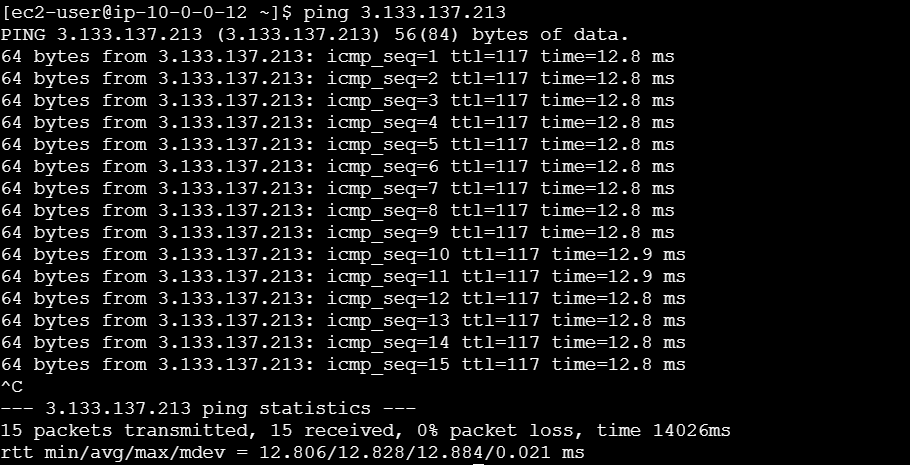 [ec2-user@ip-10-0-0-12 ~]$ ping 3.133.137.213
PING 3.133.137.213 (3.133.137.213) 56(84) bytes of data.
64 bytes from 3.133.137.213: icmp_seq=1 ttl=117 time=12.8 ms
64 bytes from 3.133.137.213: icmp_seq=2 ttl=117 time=12.8 ms
64 bytes from 3.133.137.213: icmp_seq=3 ttl=117 time=12.8 ms
64 bytes from 3.133.137.213: icmp_seq=4 ttl=117 time=12.8 ms
64 bytes from 3.133.137.213: icmp_seq=5 ttl=117 time=12.8 ms
64 bytes from 3.133.137.213: icmp_seq=6 ttl=117 time=12.8 ms
64 bytes from 3.133.137.213: icmp_seq=7 ttl=117 time=12.8 ms
64 bytes from 3.133.137.213: icmp_seq=8 ttl=117 time=12.8 ms
64 bytes from 3.133.137.213: icmp_seq=9 ttl=117 time=12.8 ms
64 bytes from 3.133.137.213: icmp_seq=10 ttl=117 time=12.9 ms
64 bytes from 3.133.137.213: icmp_seq=11 ttl=117 time=12.9 ms
64 bytes from 3.133.137.213: icmp_seq=12 ttl=117 time=12.8 ms
64 bytes from 3.133.137.213: icmp_seq=13 ttl=117 time=12.8 ms
64 bytes from 3.133.137.213: icmp_seq=14 ttl=117 time=12.8 ms
64 bytes from 3.133.137.213: icmp_seq=15 ttl=117 time=12.8 ms
^C
--- 3.133.137.213 ping statistics ---
15 packets transmitted, 15 received, 0% packet loss, time 14026ms
rtt min/avg/max/mdev = 12.806/12.828/12.884/0.021 ms